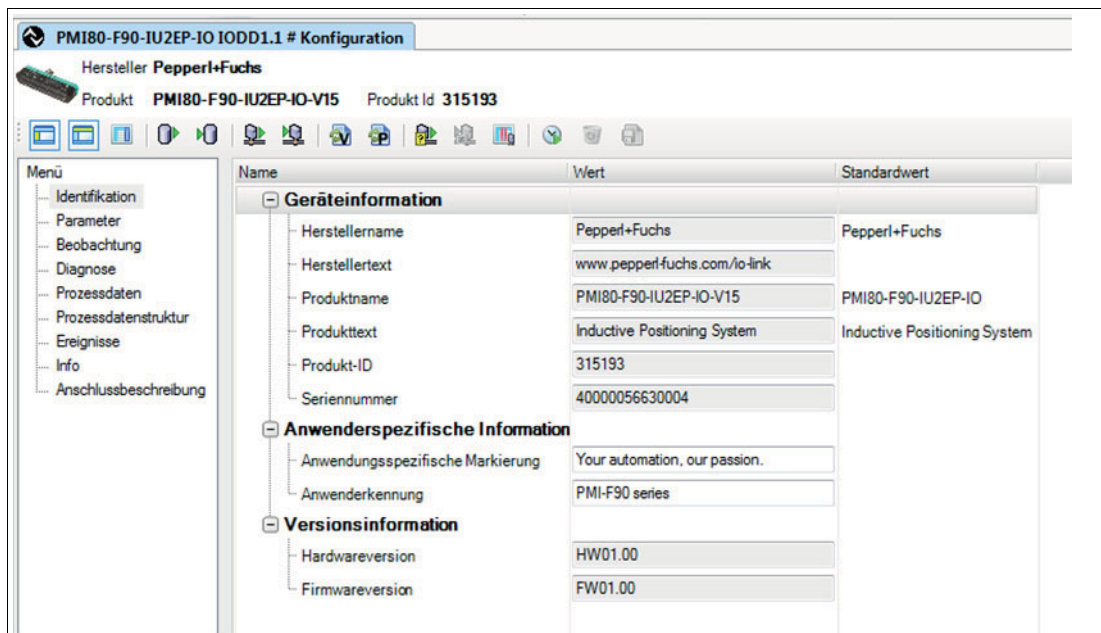 PMI80-F90-IU2EP-IO IODD1.1 # Konfiguration
Hersteller Pepperl+Fuchs
Produkt PMI80-F90-IU2EP-IO-V15 Produkt Id 315193
Menü
Identifikation
Parameter
Beobachtung
Diagnose
Prozessdaten
Prozessdatenstruktur
Ereignisse
Info
Anschlussbeschreibung
Name Wert Standardwert
Geräteinformation
Herstellername Pepperl+Fuchs Pepperl+Fuchs
Herstellertext www.pepperl-fuchs.com/io-link
Produktname PMI80-F90-IU2EP-IO-V15 PMI80-F90-IU2EP-IO
Produkttext Inductive Positioning System Inductive Positioning System
Produkt-ID 315193
Seriennummer 40000056630004
Anwenderspezifische Information
Anwendungsspezifische Markierung Your automation, our passion.
Anwenderkennung PMI-F90 series
Versionsinformation
Hardwareversion HW01.00
Firmwareversion FW01.00